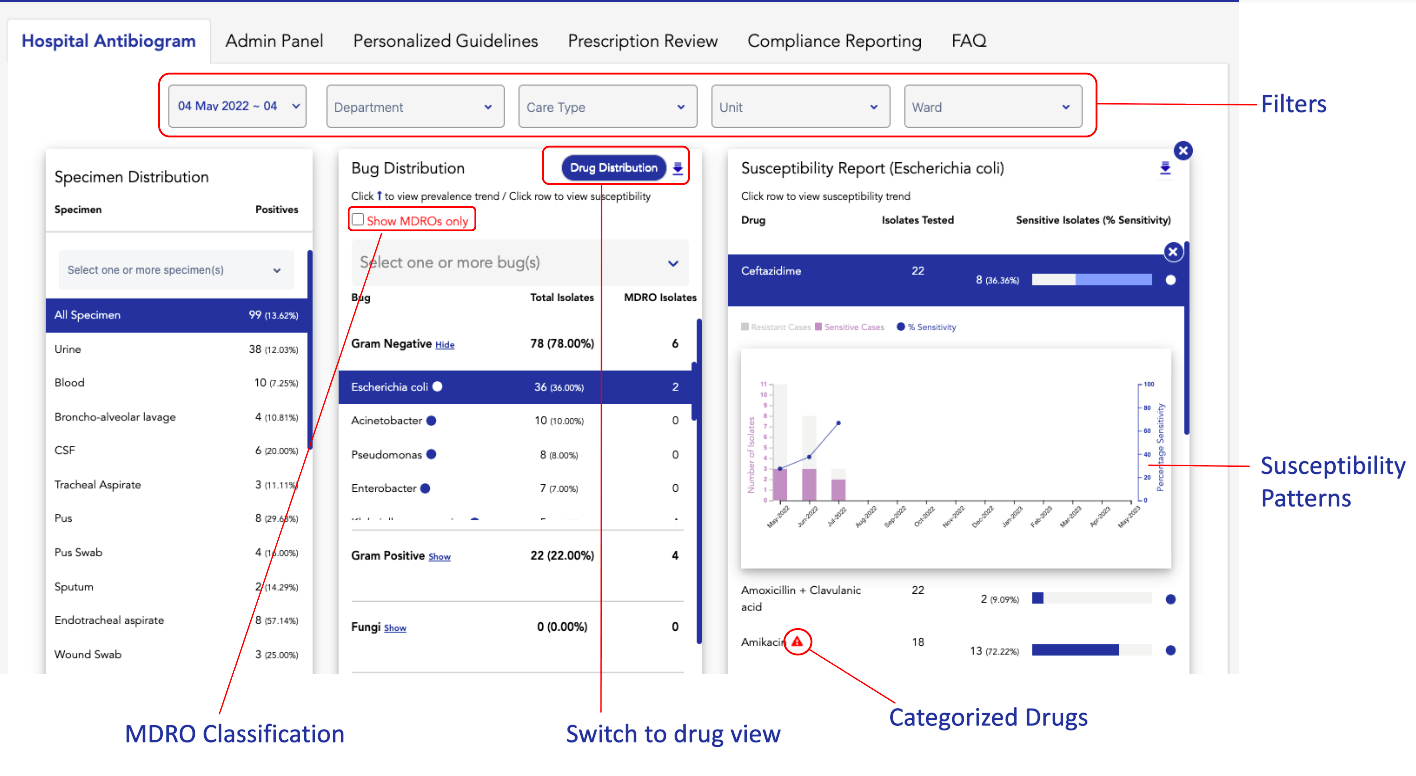 Hospital Antibiogram
Admin Panel
Personalized Guidelines
Prescription Review
Compliance Reporting
FAQ
04 May 2022 ~ 04
Department
Care Type
Unit
Ward
Filters
Specimen Distribution
Specimen Positives
Select one or more specimen(s)
All Specimen 99 (13.62%)
Urine 38 (12.03%)
Blood 10 (7.25%)
Broncho-alveolar lavage 4 (10.81%)
CSF 6 (20.00%)
Tracheal Aspirate 3 (11.11%)
Pus 8 (29.63%)
Pus Swab 4 (16.00%)
Sputum 2 (14.29%)
Endotracheal aspirate 8 (57.14%)
Wound Swab 3 (25.00%)
Bug Distribution
Drug Distribution
Click ↑ to view prevalence trend / Click row to view susceptibility
Show MDROs only
Select one or more bug(s)
Bug Total Isolates MDRO Isolates
Gram Negative Hide 78 (78.00%) 6
Escherichia coli 36 (36.00%) 2
Acinetobacter 10 (10.00%) 0
Pseudomonas 8 (8.00%) 0
Enterobacter 7 (7.00%) 0
Gram Positive Show 22 (22.00%) 4
Fungi Show 0 (0.00%) 0
Susceptibility Report (Escherichia coli)
Click row to view susceptibility trend
Drug Isolates Tested Sensitive Isolates (% Sensitivity)
Ceftazidime 22 8 (36.36%)
Resistant Cases Sensitive Cases % Sensitivity
Number of Isolates
11
10
9
8
7
6
5
4
3
2
1
0
100
80
60
40
20
0
Percentage Sensitivity
May-2022
Jun-2022
Jul-2022
Aug-2022
Sep-2022
Oct-2022
Nov-2022
Dec-2022
Jan-2023
Feb-2023
Mar-2023
Apr-2023
May-2023
Amoxicillin + Clavulanic
acid
22 2 (9.09%)
Amikacin 18 13 (72.22%)
Susceptibility
Patterns
MDRO Classification
Switch to drug view
Categorized Drugs